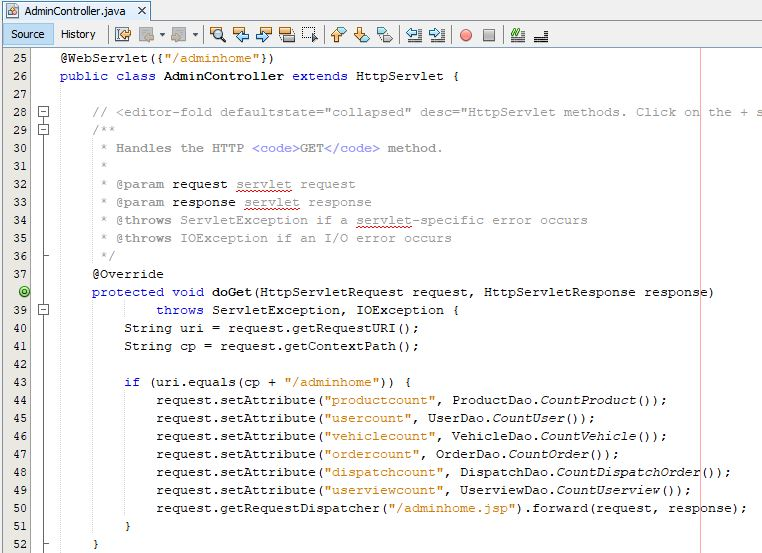 AdminController.java
Source History
25 @WebServlet({"/adminhome"})
26 public class AdminController extends HttpServlet {
27
28 // <editor-fold defaultstate="collapsed" desc="HttpServlet methods. Click on the + s
29 /**
30 * Handles the HTTP <code>GET</code> method.
31 *
32 * @param request servlet request
33 * @param response servlet response
34 * @throws ServletException if a servlet-specific error occurs
35 * @throws IOException if an I/O error occurs
36 */
37 @Override
protected void doGet(HttpServletRequest request, HttpServletResponse response)
39 throws ServletException, IOException {
40 String uri = request.getRequestURI();
41 String cp = request.getContextPath();
42
43 if (uri.equals(cp + "/adminhome")) {
44 request.setAttribute("productcount", ProductDao.CountProduct());
45 request.setAttribute("usercount", UserDao.CountUser());
46 request.setAttribute("vehiclecount", VehicleDao.CountVehicle());
47 request.setAttribute("ordercount", OrderDao.CountOrder());
48 request.setAttribute("dispatchcount", DispatchDao.CountDispatchOrder());
49 request.setAttribute("userviewcount", UserviewDao.CountUserview());
50 request.getRequestDispatcher("/adminhome.jsp").forward(request, response);
51 }
52 }